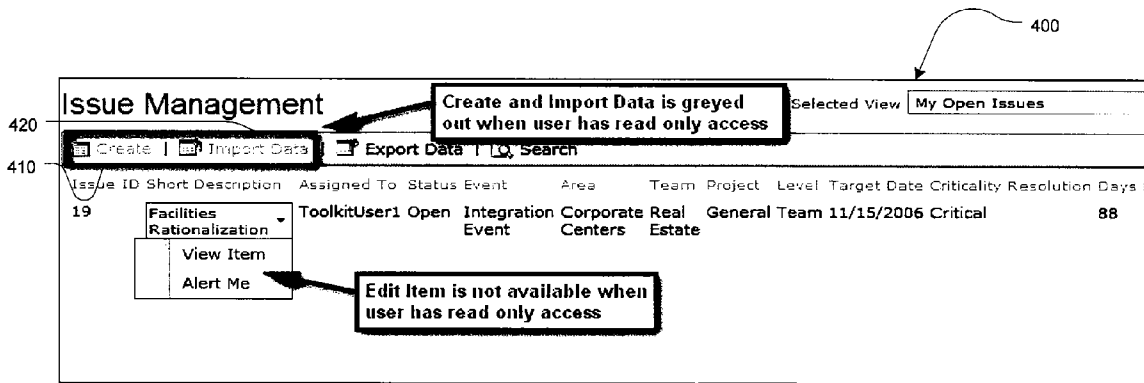 400
Issue Management
Create and Import Data is greyed
out when user has read only access
Selected View My Open Issues
420
Create | Import Data | Export Data | Search
410
Issue ID Short Description Assigned To Status Event Area Team Project Level Target Date Criticality Resolution Days
19 Facilities Rationalization ToolkitUser1 Open Integration Event Corporate Centers Real Estate General Team 11/15/2006 Critical 88
View Item
Alert Me
Edit Item is not available when
user has read only access